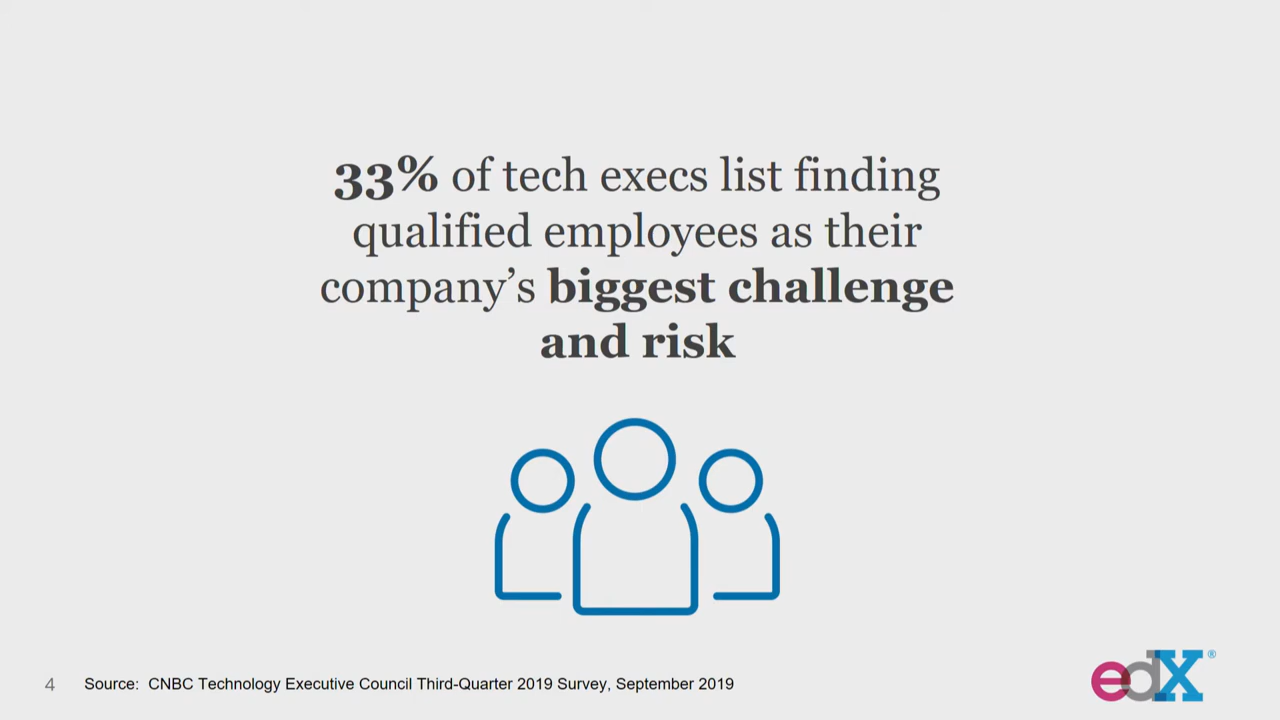 33% of tech execs list finding
qualified employees as their
company’s biggest challenge
and risk
4 Source: CNBC Technology Executive Council Third-Quarter 2019 Survey, September 2019
edX®